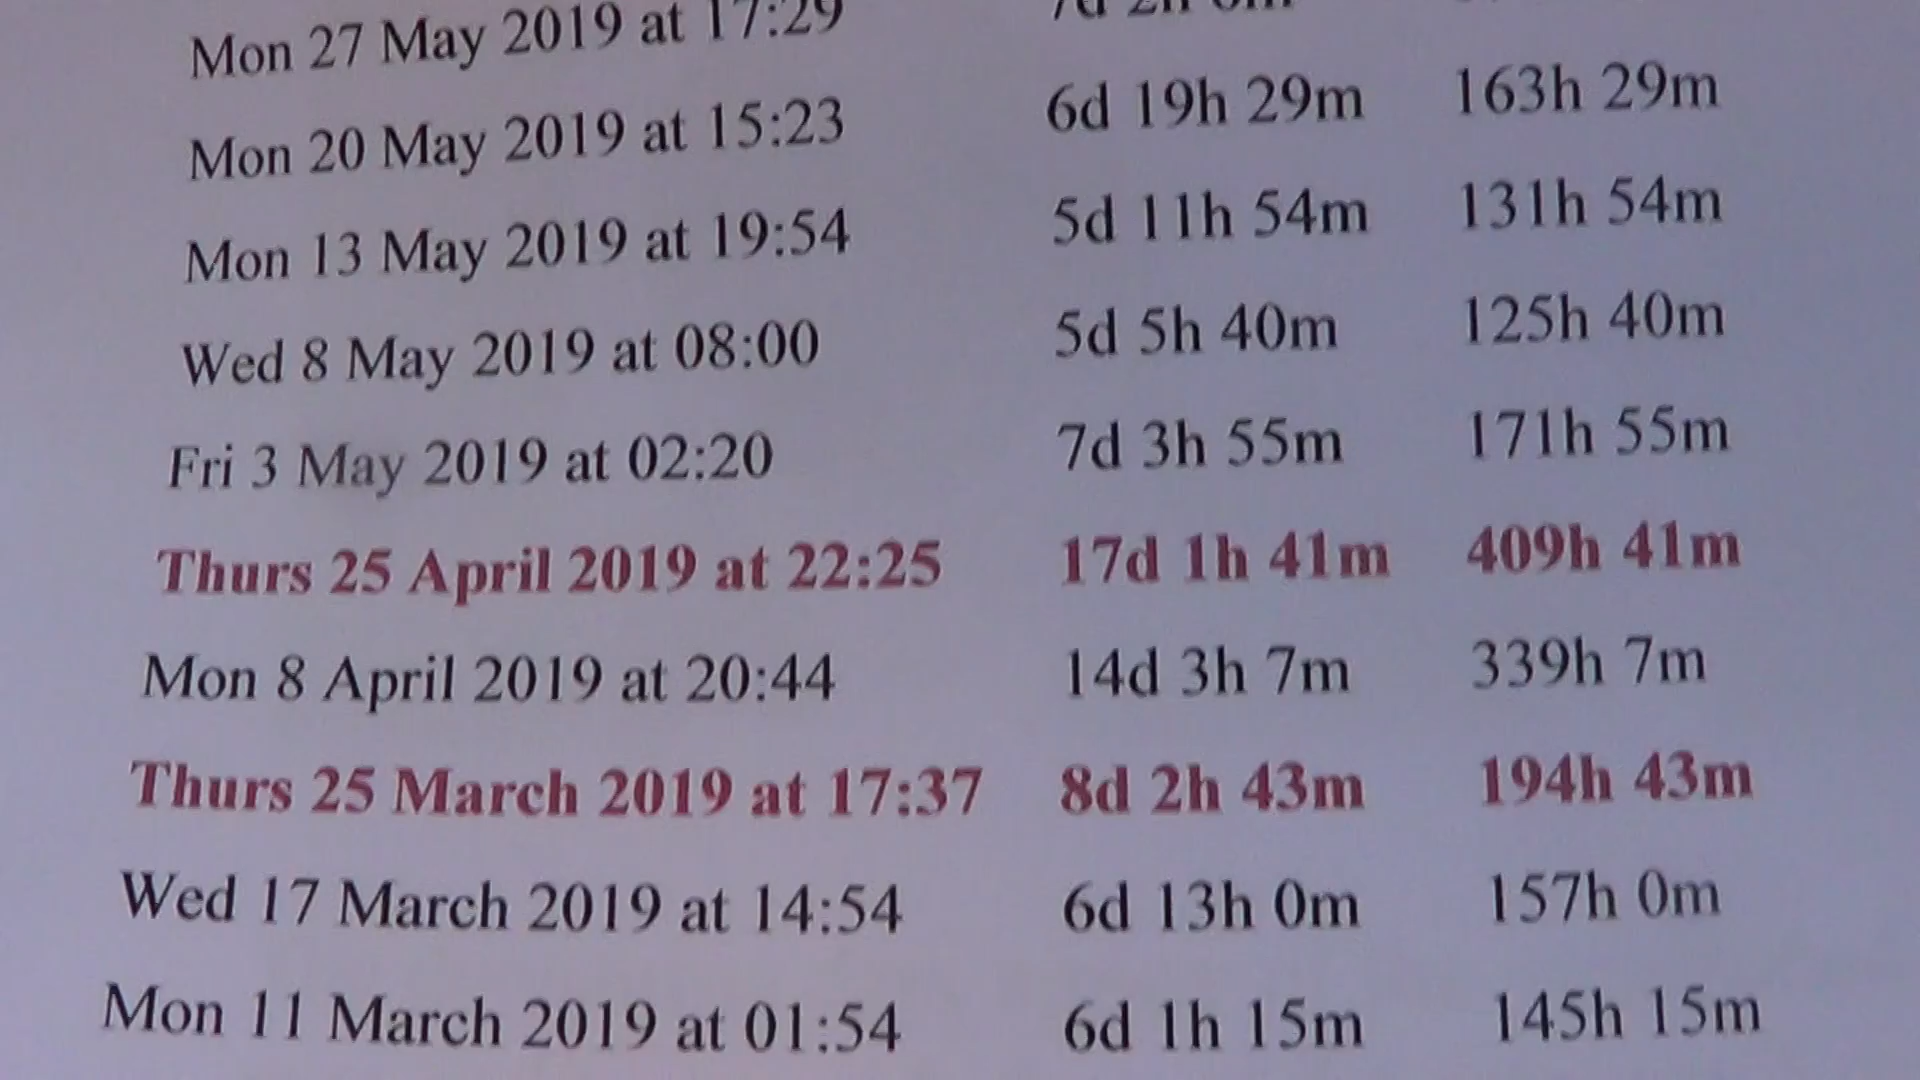 Mon 27 May 2019 at 17:29 7d 2h 6m
Mon 20 May 2019 at 15:23 6d 19h 29m 163h 29m
Mon 13 May 2019 at 19:54 5d 11h 54m 131h 54m
Wed 8 May 2019 at 08:00 5d 5h 40m 125h 40m
Fri 3 May 2019 at 02:20 7d 3h 55m 171h 55m
Thurs 25 April 2019 at 22:25 17d 1h 41m 409h 41m
Mon 8 April 2019 at 20:44 14d 3h 7m 339h 7m
Thurs 25 March 2019 at 17:37 8d 2h 43m 194h 43m
Wed 17 March 2019 at 14:54 6d 13h 0m 157h 0m
Mon 11 March 2019 at 01:54 6d 1h 15m 145h 15m